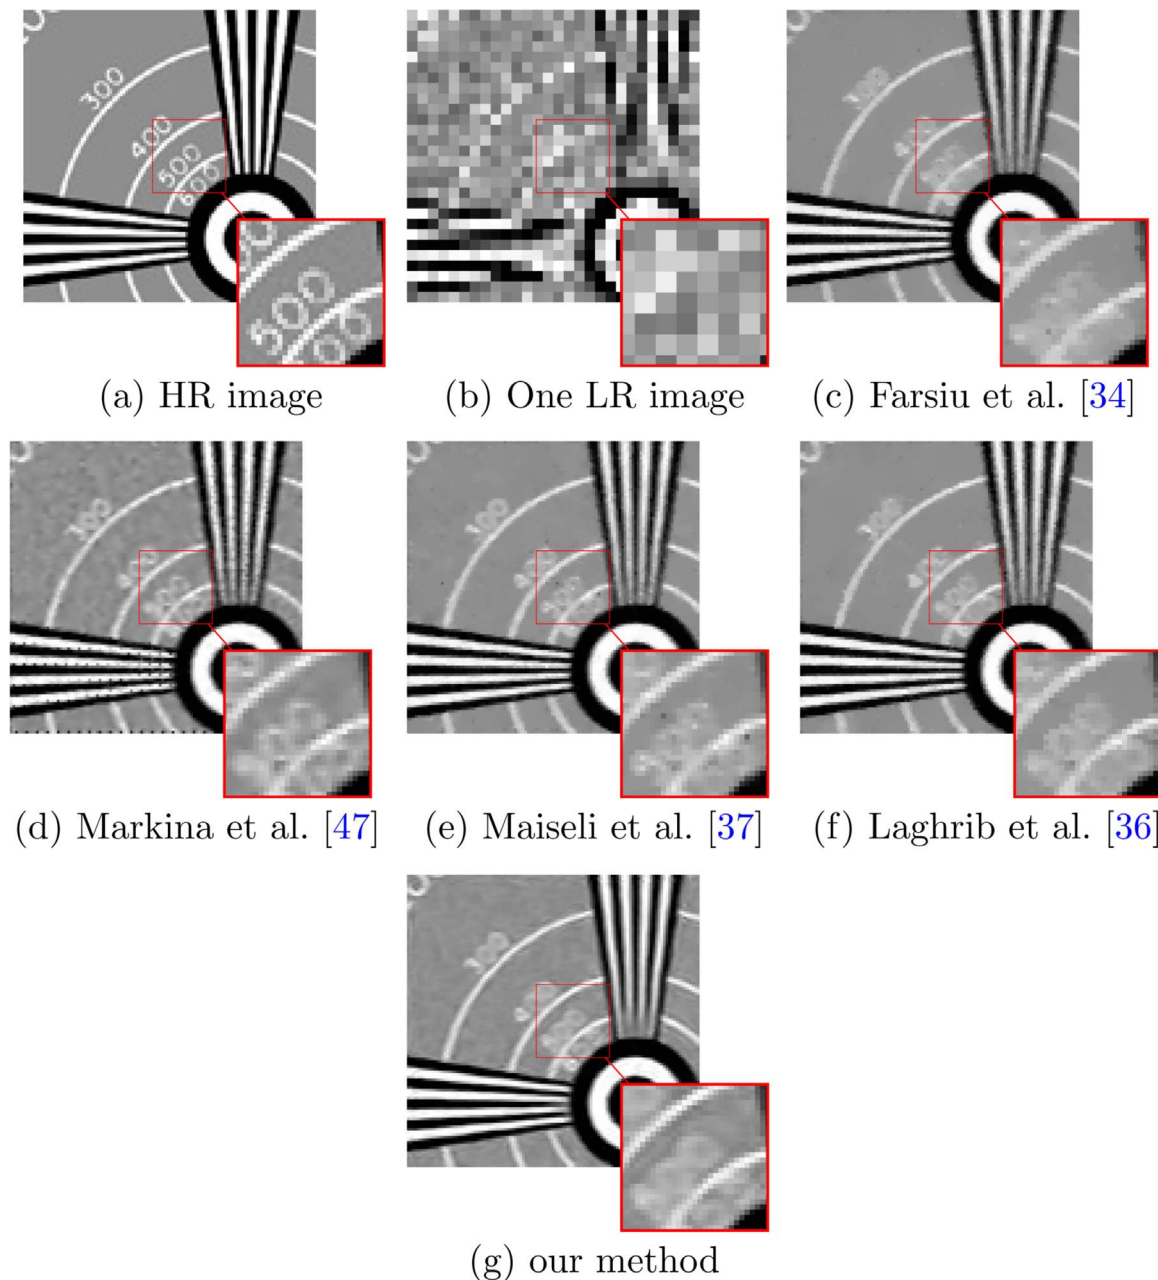 300
400
500
600
500
(a) HR image
(b) One LR image
(c) Farsiu et al. [34]
300
(d) Markina et al. [47]
(e) Maiseli et al. [37]
(f) Laghrib et al. [36]
(g) our method